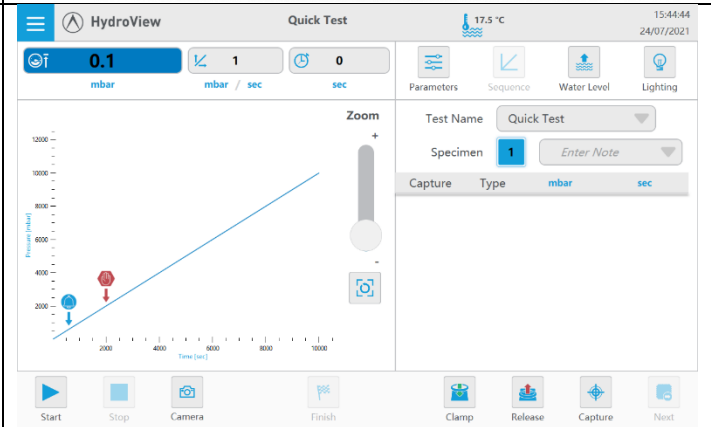 HydroView
Quick Test
17.5 °C
15:44:44
24/07/2021
0.1
mbar
1
mbar / sec
0
sec
Parameters
Sequence
Water Level
Lighting
Zoom
+
-
Test Name
Quick Test
Specimen
1
Enter Note
Capture Type mbar sec
Pressure [mbar]
12000
10000
8000
6000
4000
2000
2000 4000 6000 8000 10000
Time [sec]
Start
Stop
Camera
Finish
Clamp
Release
Capture
Next